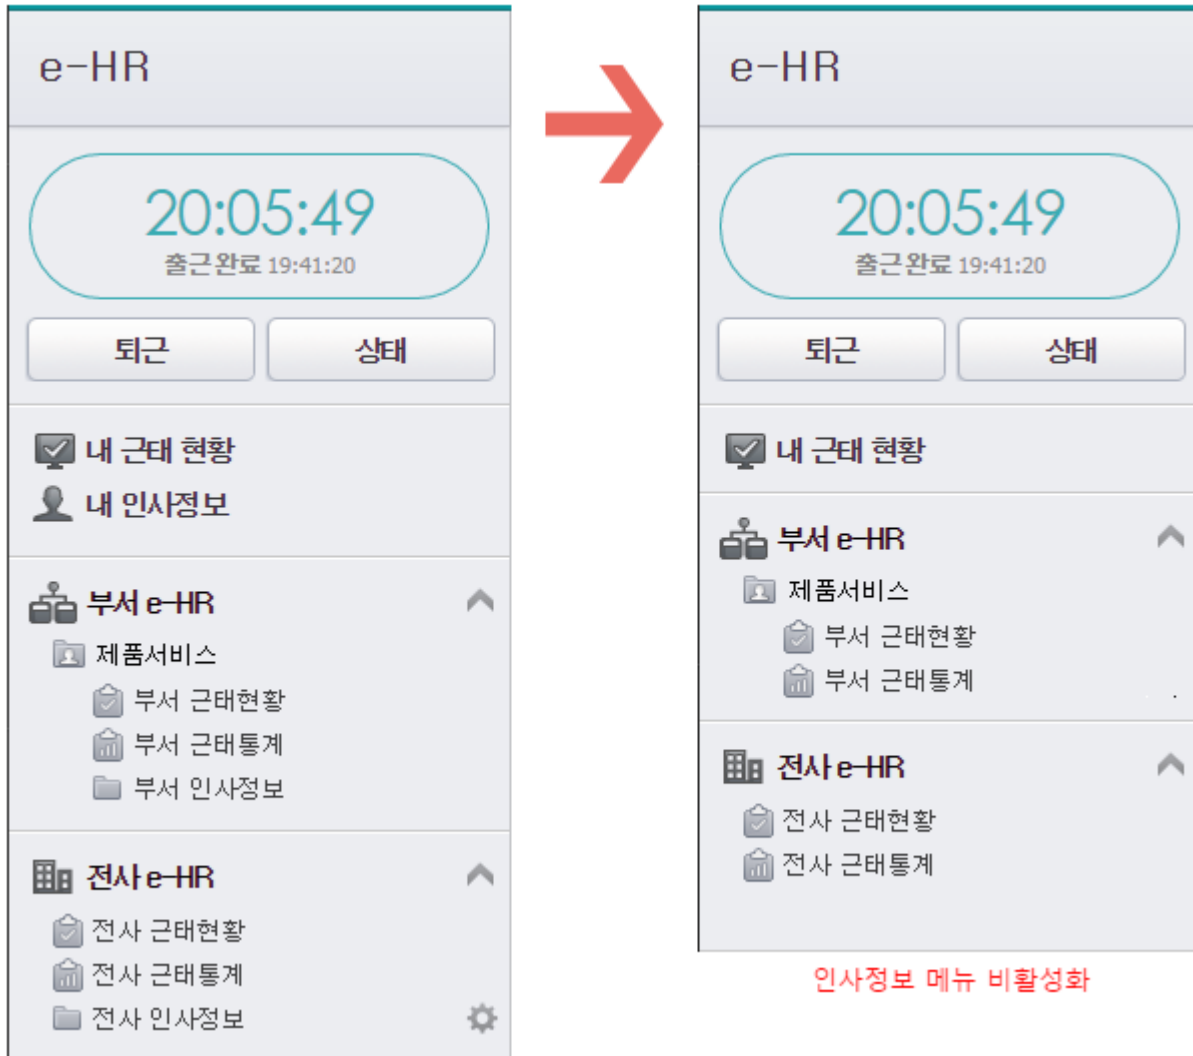 e-HR
20:05:49
출근완료 19:41:20
퇴근
상태
내 근태 현황
내 인사정보
부서 e-HR
제품서비스
부서 근태현황
부서 근태통계
부서 인사정보
전사 e-HR
전사 근태현황
전사 근태통계
전사 인사정보
e-HR
20:05:49
출근완료 19:41:20
퇴근
상태
내 근태 현황
부서 e-HR
제품서비스
부서 근태현황
부서 근태통계
전사 e-HR
전사 근태현황
전사 근태통계
인사정보 메뉴 비활성화